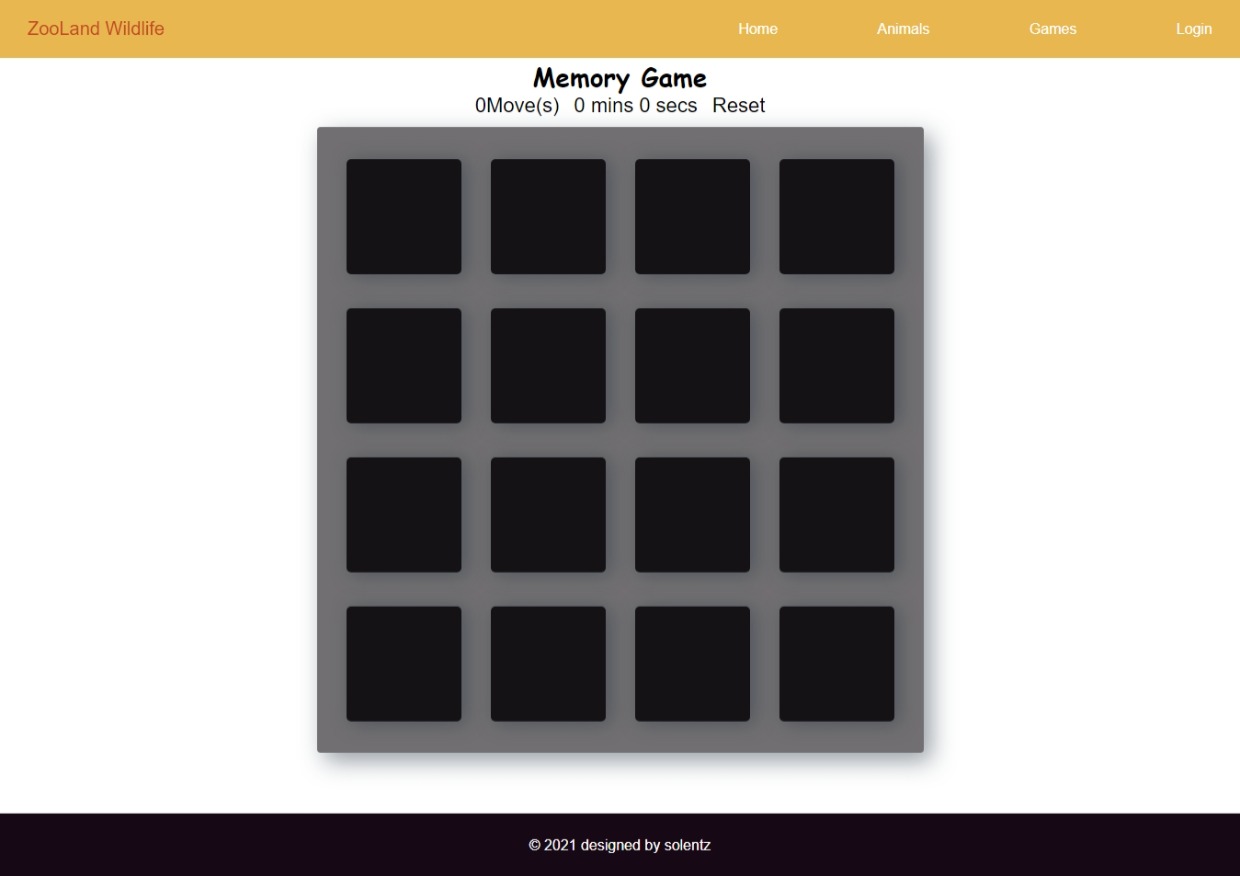 ZooLand Wildlife Home Animals Games Login
Memory Game
0Move(s) 0 mins 0 secs Reset
© 2021 designed by solentz